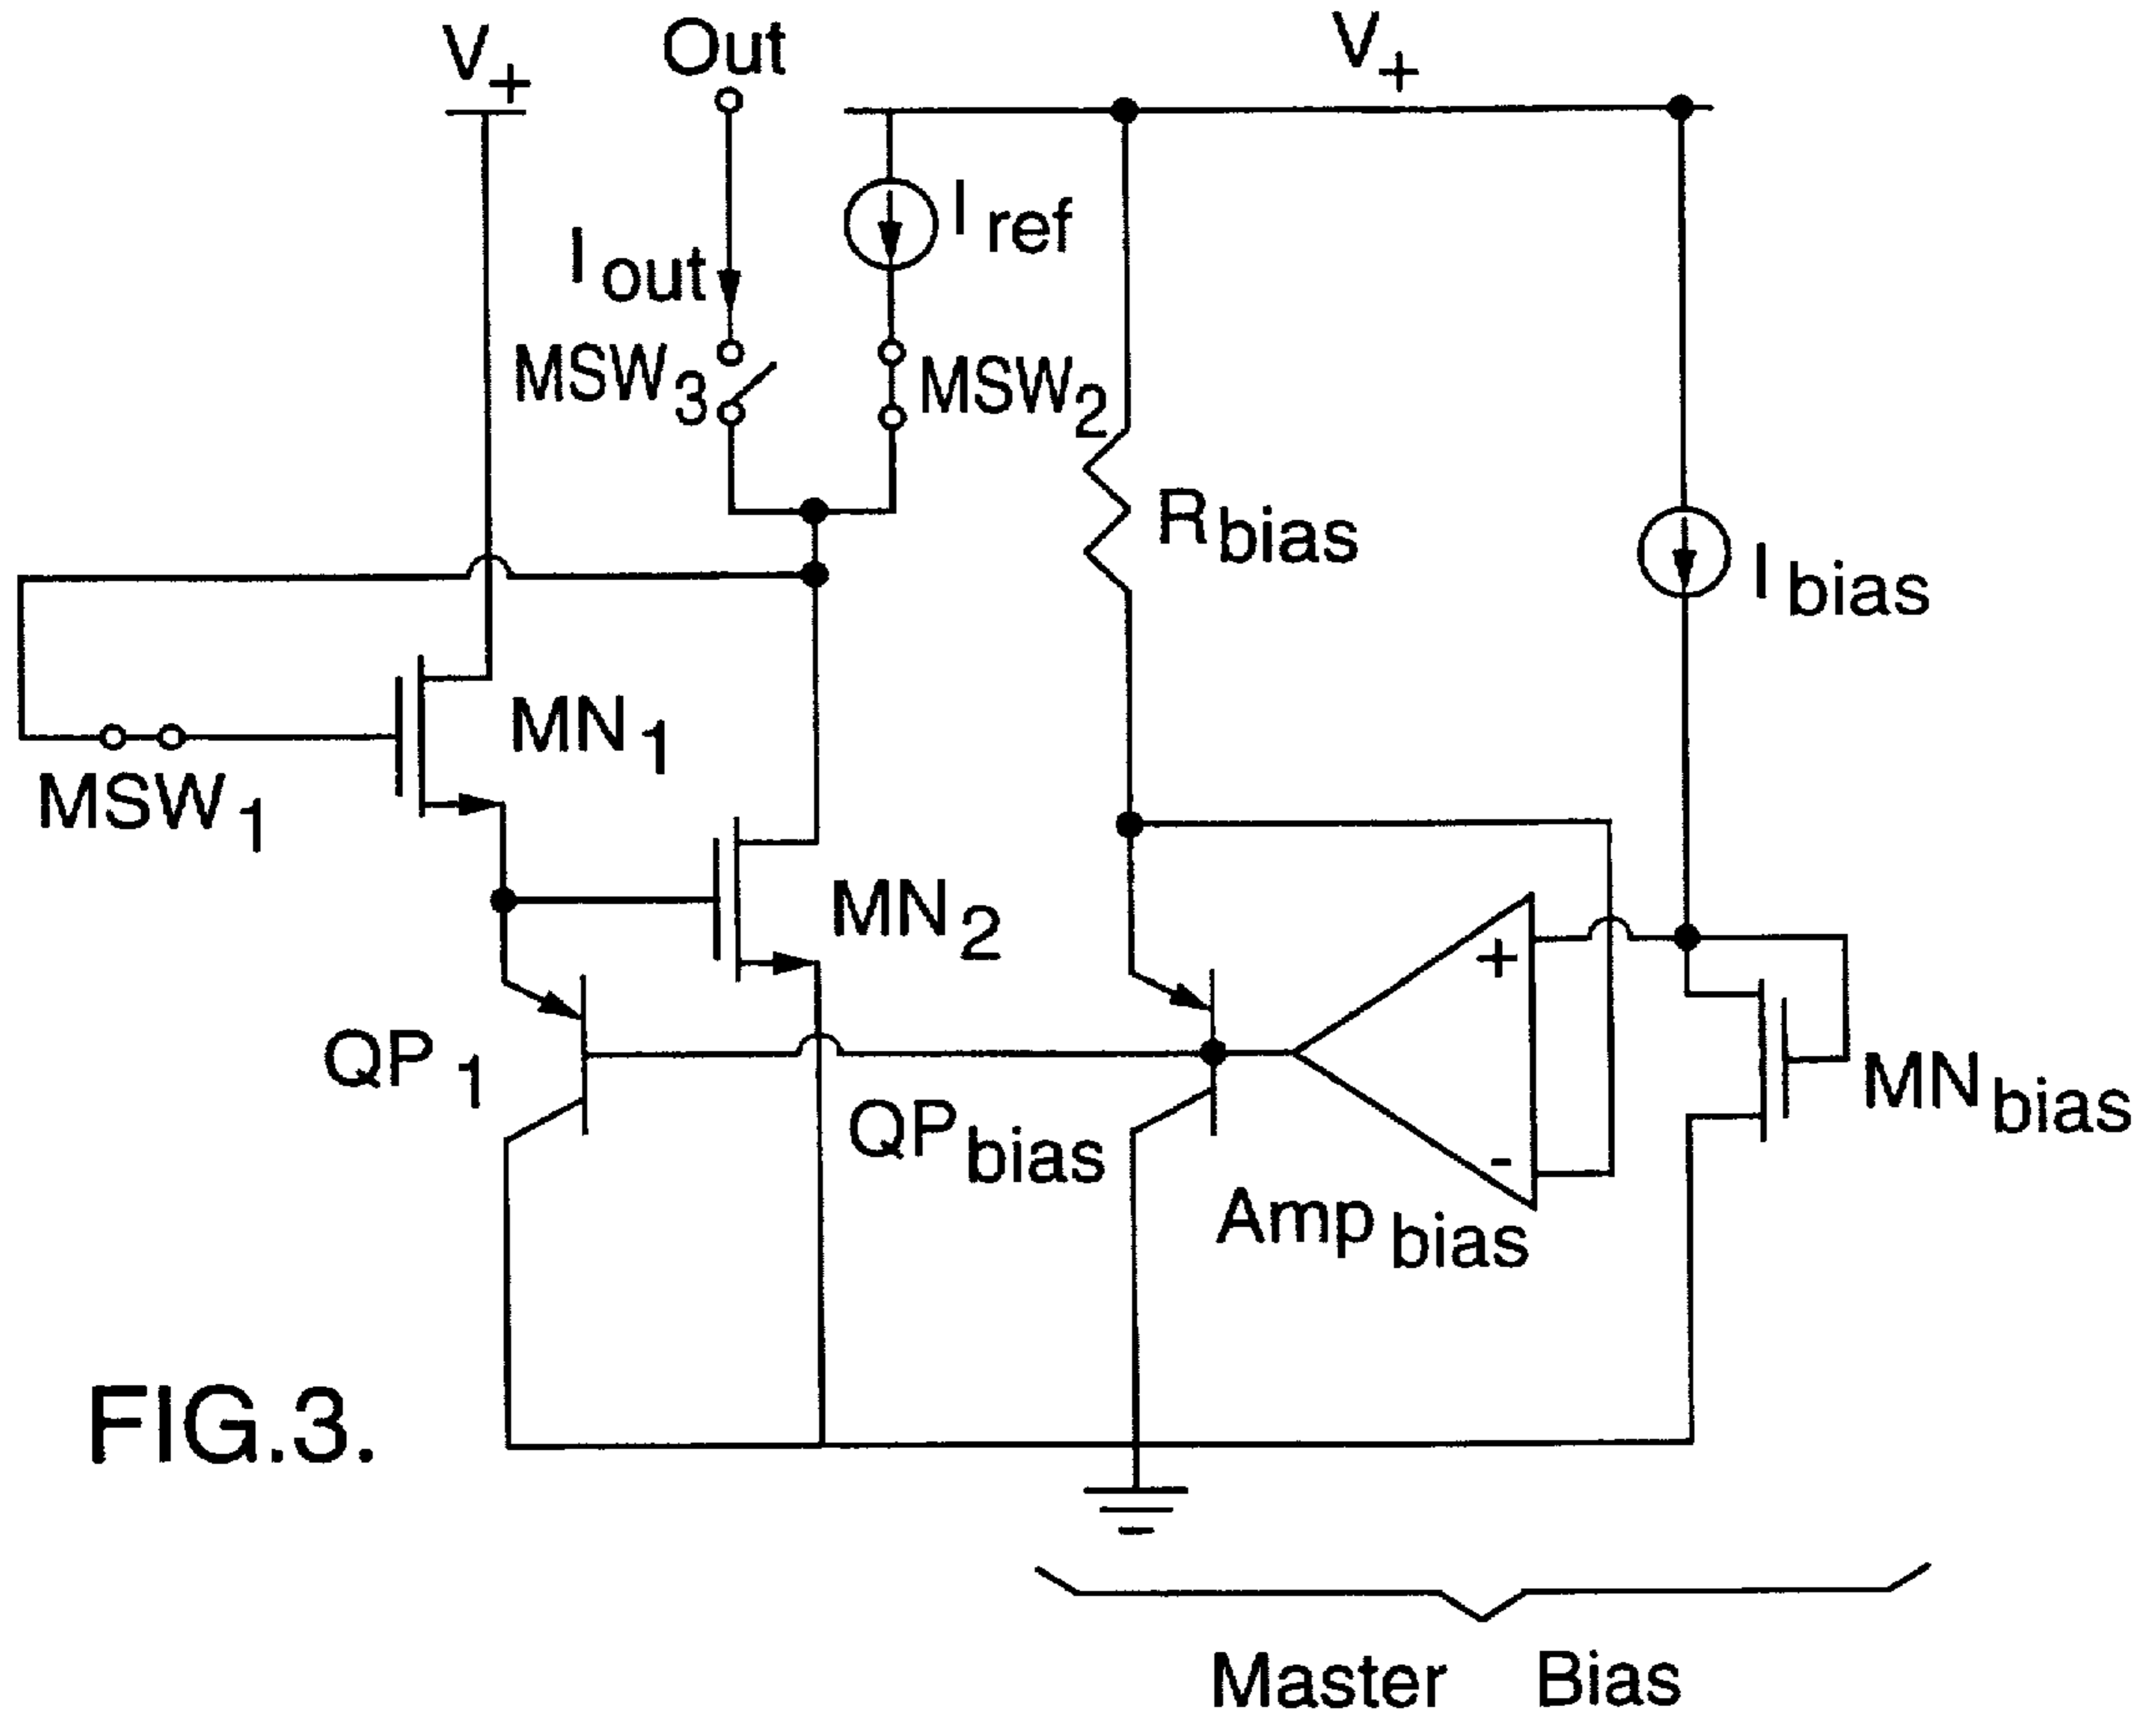 V+
Out
V+
Iref
Iout
MSW3
MSW2
Rbias
Ibias
MN1
MSW1
MN2
+
QP1
MNbias
QPbias
-
Ampbias
FIG.3.
Master Bias